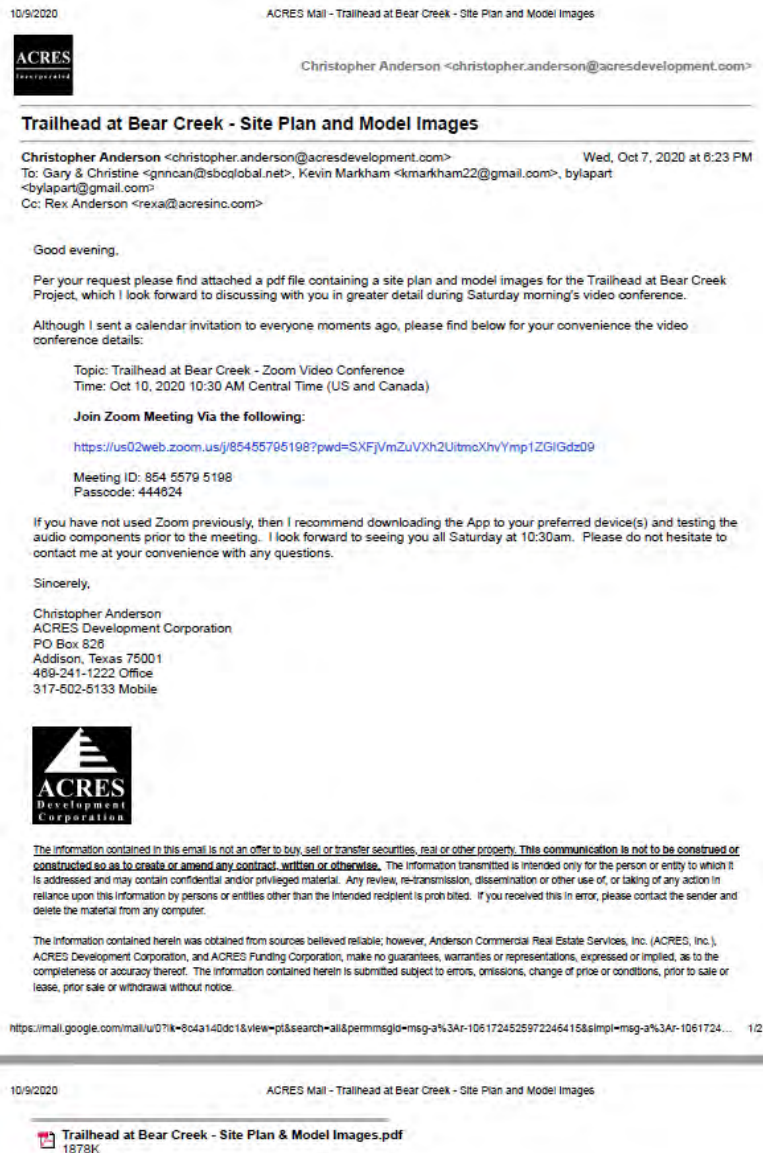 10/9/2020 ACRES Mail - Trailhead at Bear Creek - Site Plan and Model Images
ACRES
Incorporated
Christopher Anderson <christopher.anderson@acresdevelopment.com>
Trailhead at Bear Creek - Site Plan and Model Images
Christopher Anderson <christopher.anderson@acresdevelopment.com> Wed, Oct 7, 2020 at 6:23 PM
To: Gary & Christine <gnncan@sbcglobal.net>, Kevin Markham <kmarkham22@gmail.com>, bylapart
<bylapart@gmail.com>
Cc: Rex Anderson <rexa@acresinc.com>
Good evening,
Per your request please find attached a pdf file containing a site plan and model images for the Trailhead at Bear Creek
Project, which I look forward to discussing with you in greater detail during Saturday morning's video conference.
Although I sent a calendar invitation to everyone moments ago, please find below for your convenience the video
conference details:
Topic: Trailhead at Bear Creek - Zoom Video Conference
Time: Oct 10, 2020 10:30 AM Central Time (US and Canada)
Join Zoom Meeting Via the following:
https://us02web.zoom.us/j/85455795198?pwd=SXFjVmZuVXh2UitmcXhvYmp1ZGlGdz09
Meeting ID: 854 5579 5198
Passcode: 444624
If you have not used Zoom previously, then I recommend downloading the App to your preferred device(s) and testing the
audio components prior to the meeting. I look forward to seeing you all Saturday at 10:30am. Please do not hesitate to
contact me at your convenience with any questions.
Sincerely,
Christopher Anderson
ACRES Development Corporation
PO Box 826
Addison, Texas 75001
469-241-1222 Office
317-502-5133 Mobile
ACRES
Development
Corporation
The information contained in this email is not an offer to buy, sell or transfer securities, real or other property. This communication is not to be construed or
constructed so as to create or amend any contract, written or otherwise. The information transmitted is intended only for the person or entity to which it
is addressed and may contain confidential and/or privileged material. Any review, re-transmission, dissemination or other use of, or taking of any action in
reliance upon this information by persons or entities other than the intended recipient is prohibited. If you received this in error, please contact the sender and
delete the material from any computer.
The information contained herein was obtained from sources believed reliable; however, Anderson Commercial Real Estate Services, Inc. (ACRES, Inc.),
ACRES Development Corporation, and ACRES Funding Corporation, make no guarantees, warranties or representations, expressed or implied, as to the
completeness or accuracy thereof. The information contained herein is submitted subject to errors, omissions, change of price or conditions, prior to sale or
lease, prior sale or withdrawal without notice.
https://mail.google.com/mail/u/0?ik=8c4a140dc1&view=pt&search=all&permmsgid=msg-a%3Ar-1061724525972246415&simpl=msg-a%3Ar-1061724... 1/2
10/9/2020 ACRES Mail - Trailhead at Bear Creek - Site Plan and Model Images
Trailhead at Bear Creek - Site Plan & Model Images.pdf
1878K